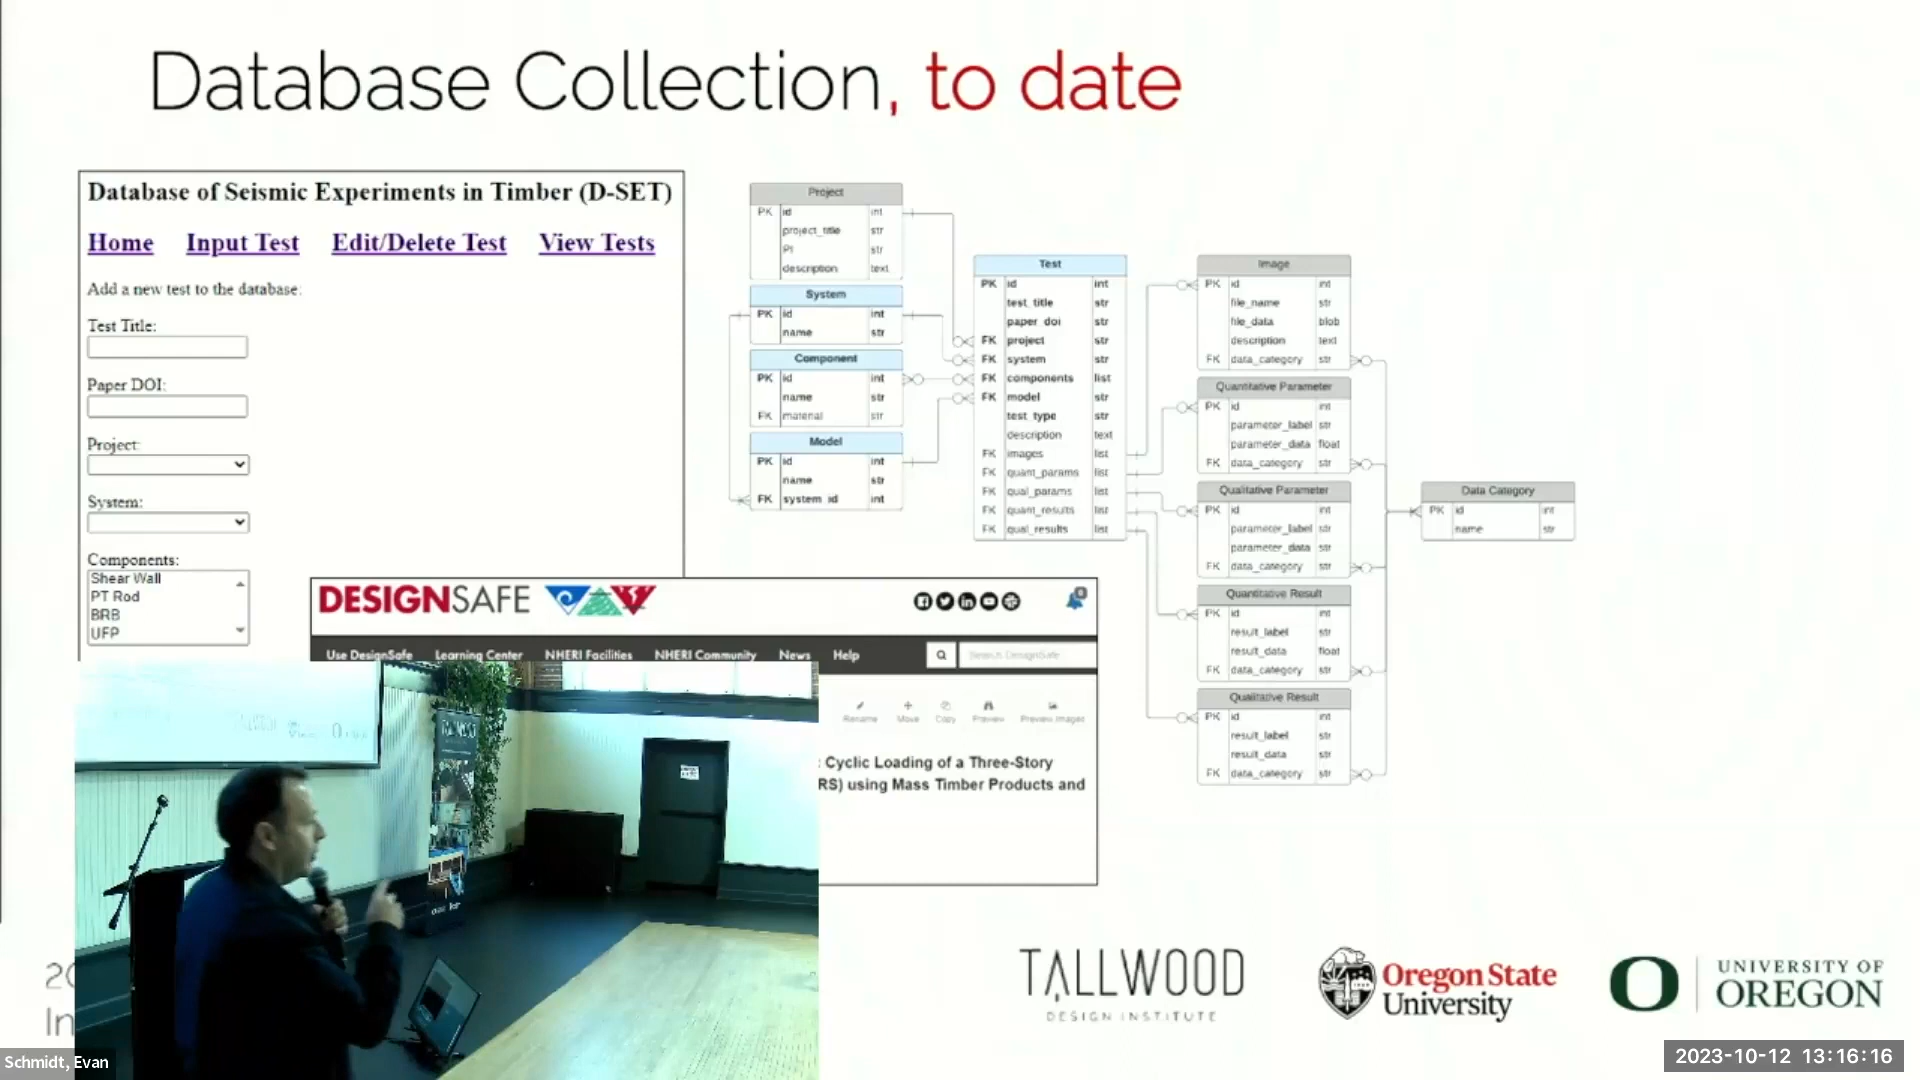 Database Collection, to date
Database of Seismic Experiments in Timber (D-SET)
Home Input Test Edit/Delete Test View Tests
Add a new test to the database:
Test Title:
Paper DOI:
Project:
System:
Components:
Shear Wall
PT Rod
BRB
UFP
Project
PK id int
project_title str
PI str
description text
System
PK id int
name str
Component
PK id int
name str
FK material str
Model
PK id int
name str
FK system_id int
Test
PK id int
test_title str
paper_doi str
FK project str
FK system str
FK components list
FK model str
test_type str
description text
FK images list
FK quant_params list
FK qual_params list
FK quant_results list
FK qual_results list
Image
PK id int
file_name str
file_data blob
description text
FK data_category str
Quantitative Parameter
PK id int
parameter_label str
parameter_data float
FK data_category str
Qualitative Parameter
PK id int
parameter_label str
parameter_data str
FK data_category str
Quantitative Result
PK id int
result_label str
result_data float
FK data_category str
Qualitative Result
PK id int
result_label str
result_data str
FK data_category str
Data Category
PK id int
name str
DESIGNSAFE
Use DesignSafe Learning Center NHERI Facilities NHERI Community News Help Search DesignSafe
Rename Move Copy Preview Preview Images
: Cyclic Loading of a Three-Story
RS) using Mass Timber Products and
TALLWOOD
DESIGN INSTITUTE
Oregon State
University
UNIVERSITY OF
OREGON
20
In
Schmidt, Evan
2023-10-12 13:16:16